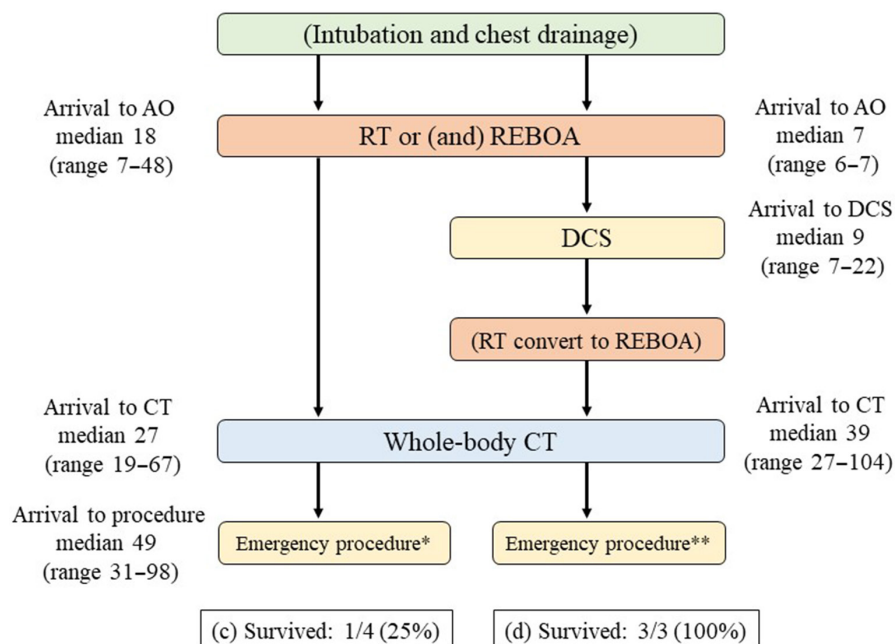 (Intubation and chest drainage)
Arrival to AO
median 18
(range 7–48)
RT or (and) REBOA
Arrival to AO
median 7
(range 6–7)
DCS
Arrival to DCS
median 9
(range 7–22)
(RT convert to REBOA)
Arrival to CT
median 27
(range 19–67)
Whole-body CT
Arrival to CT
median 39
(range 27–104)
Arrival to procedure
median 49
(range 31–98)
Emergency procedure*
Emergency procedure**
(c) Survived: 1/4 (25%)
(d) Survived: 3/3 (100%)